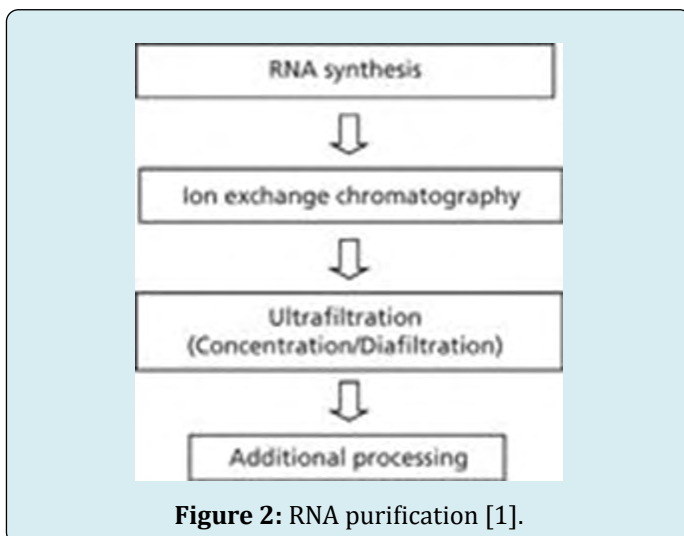 RNA synthesis
Ion exchange chromatography
Ultrafiltration
(Concentration/Diafiltration)
Additional processing
Figure 2: RNA purification [1].